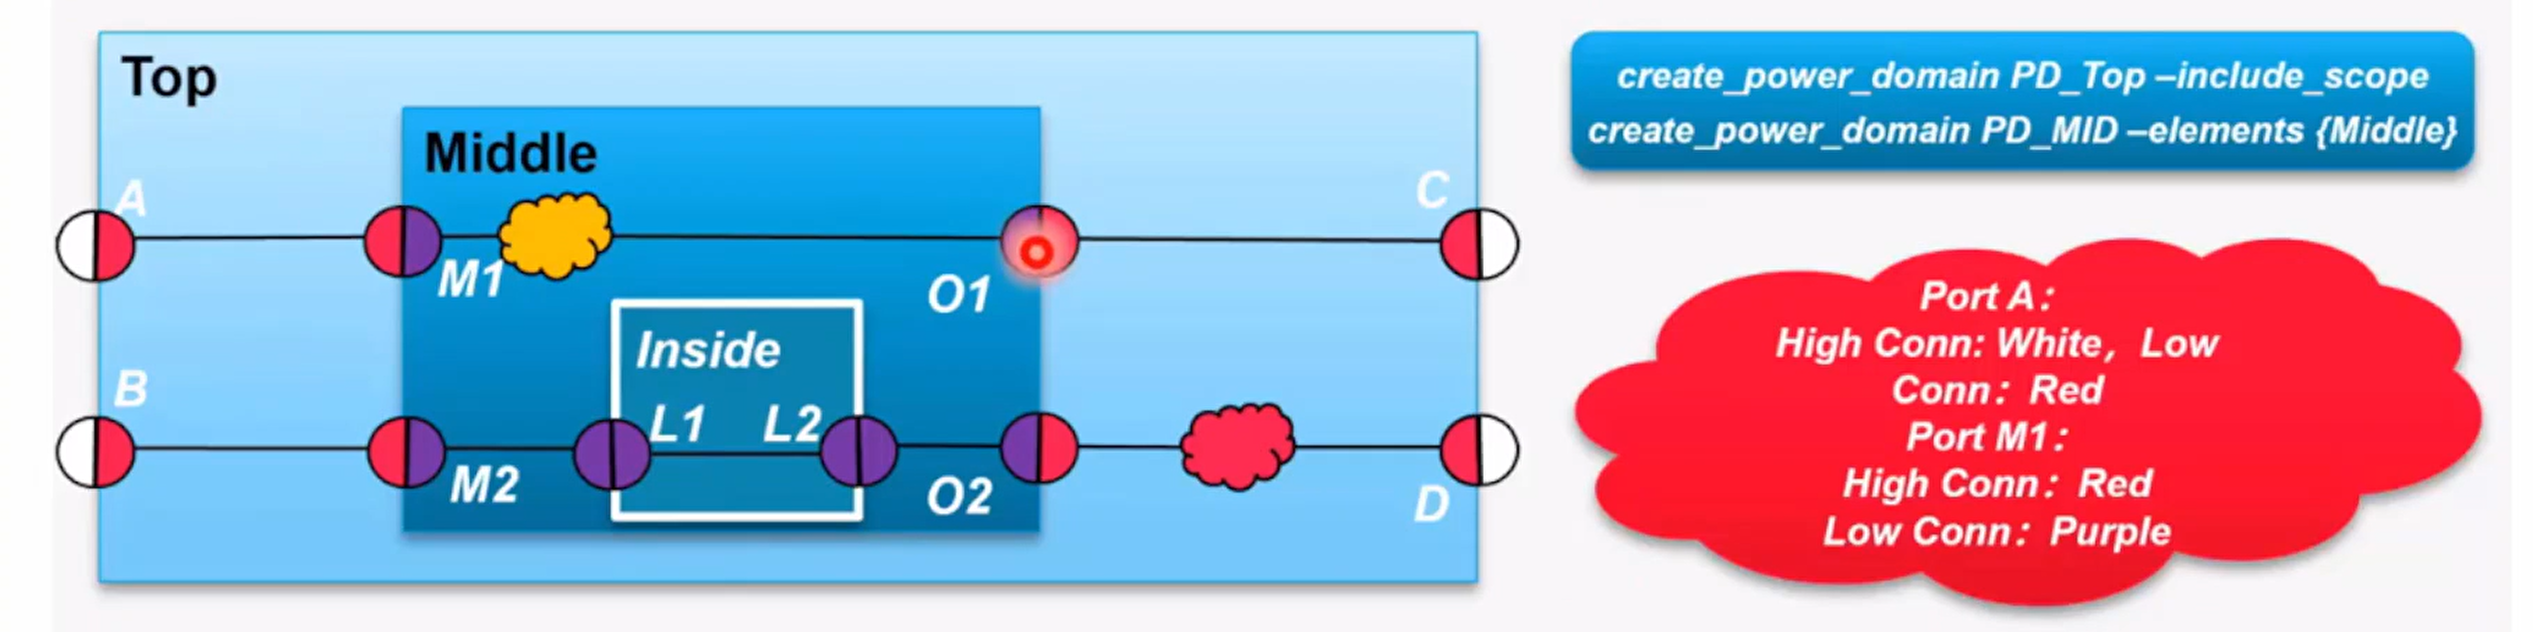 Top
Middle
A
M1
O1
C
Inside
L1 L2
B
M2
O2
D
create_power_domain PD_Top –include_scope
create_power_domain PD_MID –elements {Middle}
Port A：
High Conn: White， Low
Conn： Red
Port M1：
High Conn： Red
Low Conn： Purple